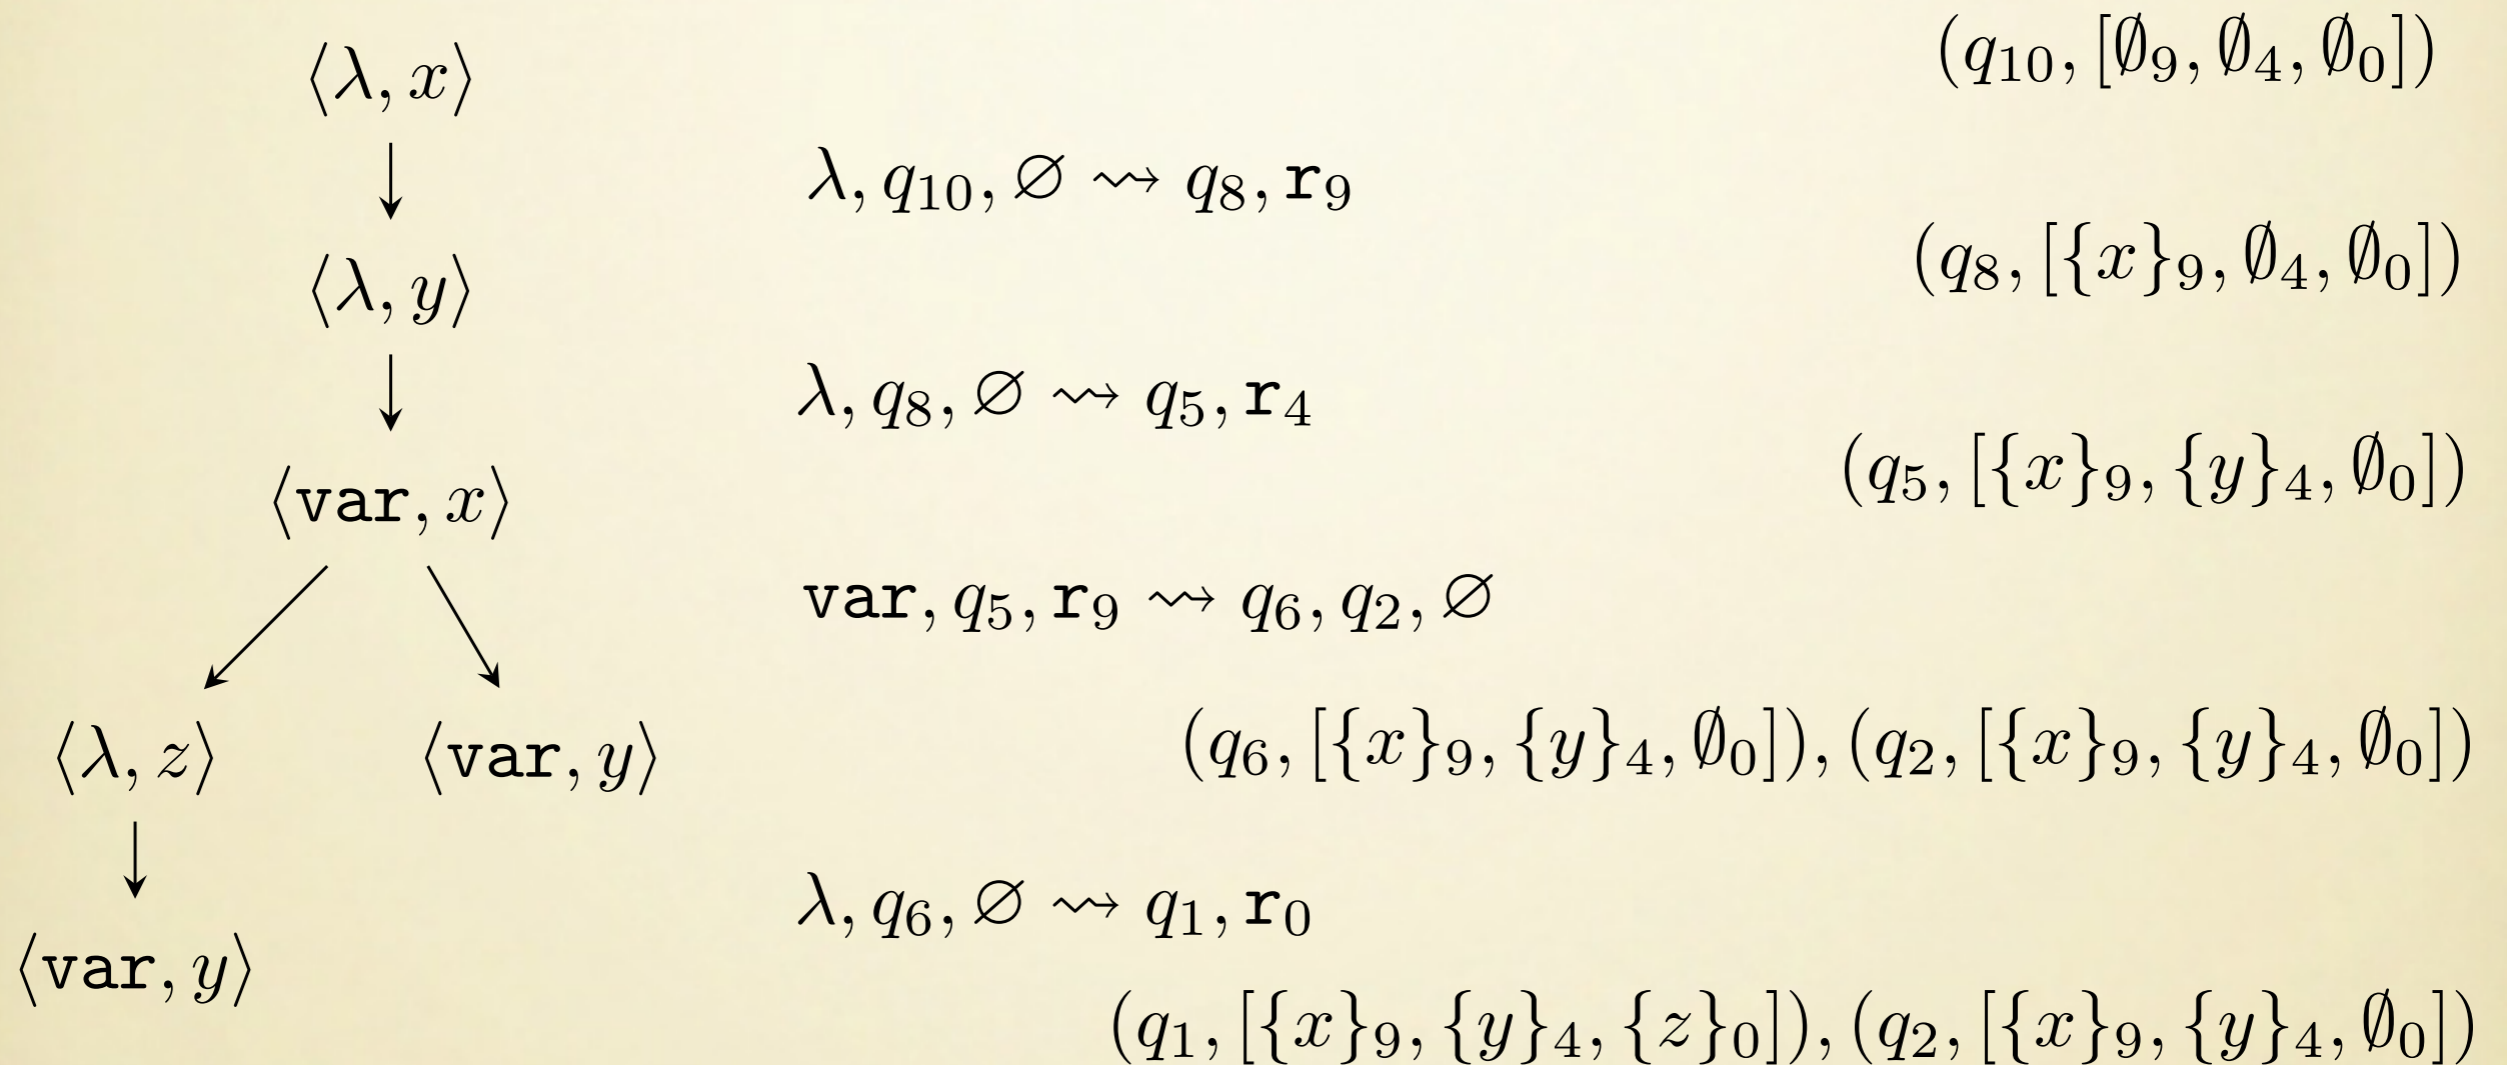 (q₁₀, [∅₉, ∅₄, ∅₀])
⟨λ, x⟩
λ, q₁₀, ∅ ⇝ q₈, r₉
(q₈, [{x}₉, ∅₄, ∅₀])
⟨λ, y⟩
λ, q₈, ∅ ⇝ q₅, r₄
(q₅, [{x}₉, {y}₄, ∅₀])
⟨var, x⟩
var, q₅, r₉ ⇝ q₆, q₂, ∅
⟨λ, z⟩ ⟨var, y⟩ (q₆, [{x}₉, {y}₄, ∅₀]), (q₂, [{x}₉, {y}₄, ∅₀])
λ, q₆, ∅ ⇝ q₁, r₀
⟨var, y⟩
(q₁, [{x}₉, {y}₄, {z}₀]), (q₂, [{x}₉, {y}₄, ∅₀])